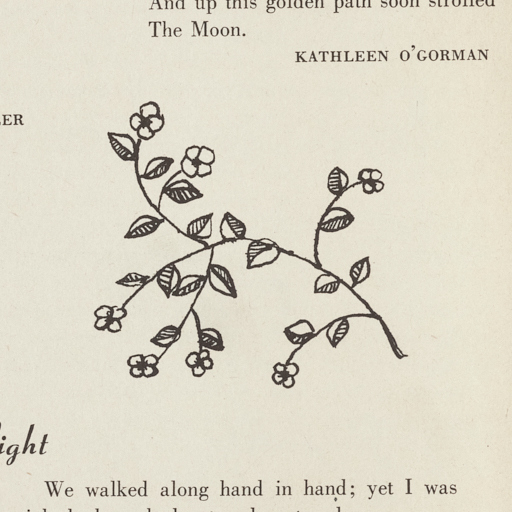 And up this golden path soon strolled
The Moon.
KATHLEEN O'GORMAN
ER
ight
We walked along hand in hand; yet I was